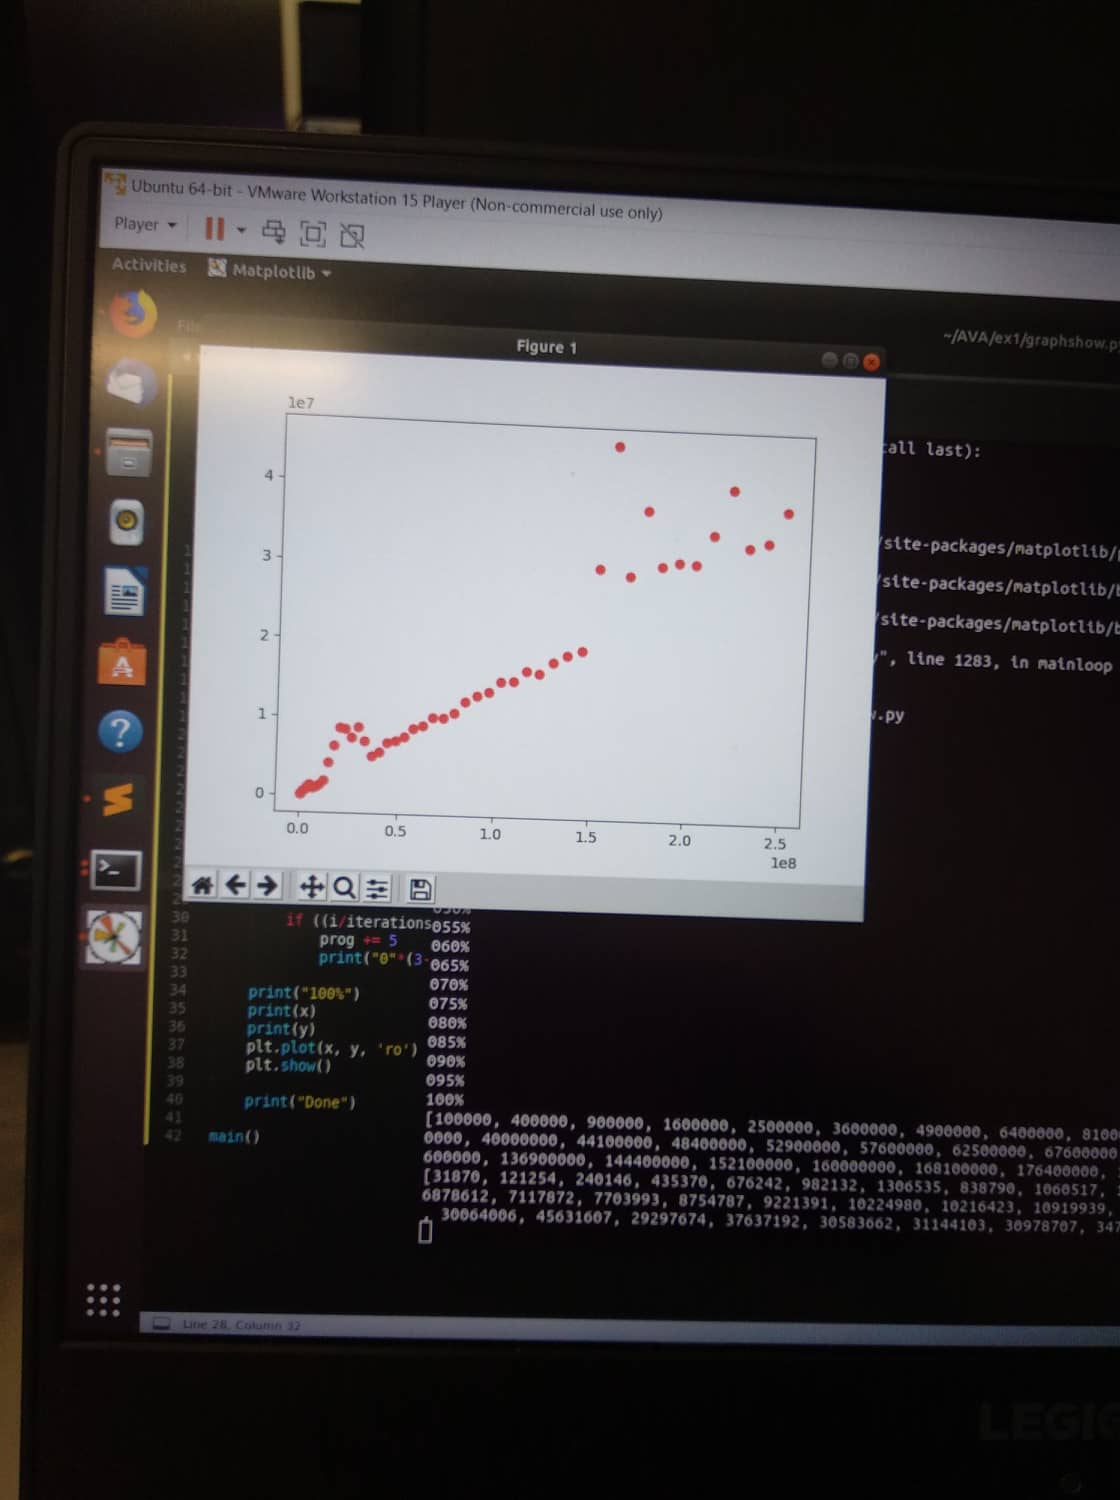 Ubuntu 64-bit - VMware Workstation 15 Player (Non-commercial use only)
Player
Activities
Matplotlib
~/AVA/ex1/graphshow.p
Figure 1
1e7
4
3
2
1
0
0.0 0.5 1.0 1.5 2.0 2.5
1e8
call last):
/site-packages/matplotlib/
/site-packages/matplotlib/b
/site-packages/matplotlib/b
", line 1283, in mainloop
.py
30 if ((i/iterations
31 prog += 5
32 print("0"*(3-
33
34 print("100%")
35 print(x)
36 print(y)
37 plt.plot(x, y, 'ro')
38 plt.show()
39
40 print("Done")
41
42 main()
050%
055%
060%
065%
070%
075%
080%
085%
090%
095%
100%
[100000, 400000, 900000, 1600000, 2500000, 3600000, 4900000, 6400000, 8100
0000, 40000000, 44100000, 48400000, 52900000, 57600000, 62500000, 67600000
600000, 136900000, 144400000, 152100000, 160000000, 168100000, 176400000,
[31870, 121254, 240146, 435370, 676242, 982132, 1306535, 838790, 1060517,
6878612, 7117872, 7703993, 8754787, 9221391, 10224980, 10216423, 10919939,
, 30064006, 45631607, 29297674, 37637192, 30583662, 31144103, 30978707, 347
Line 28, Column 32
LEGIO